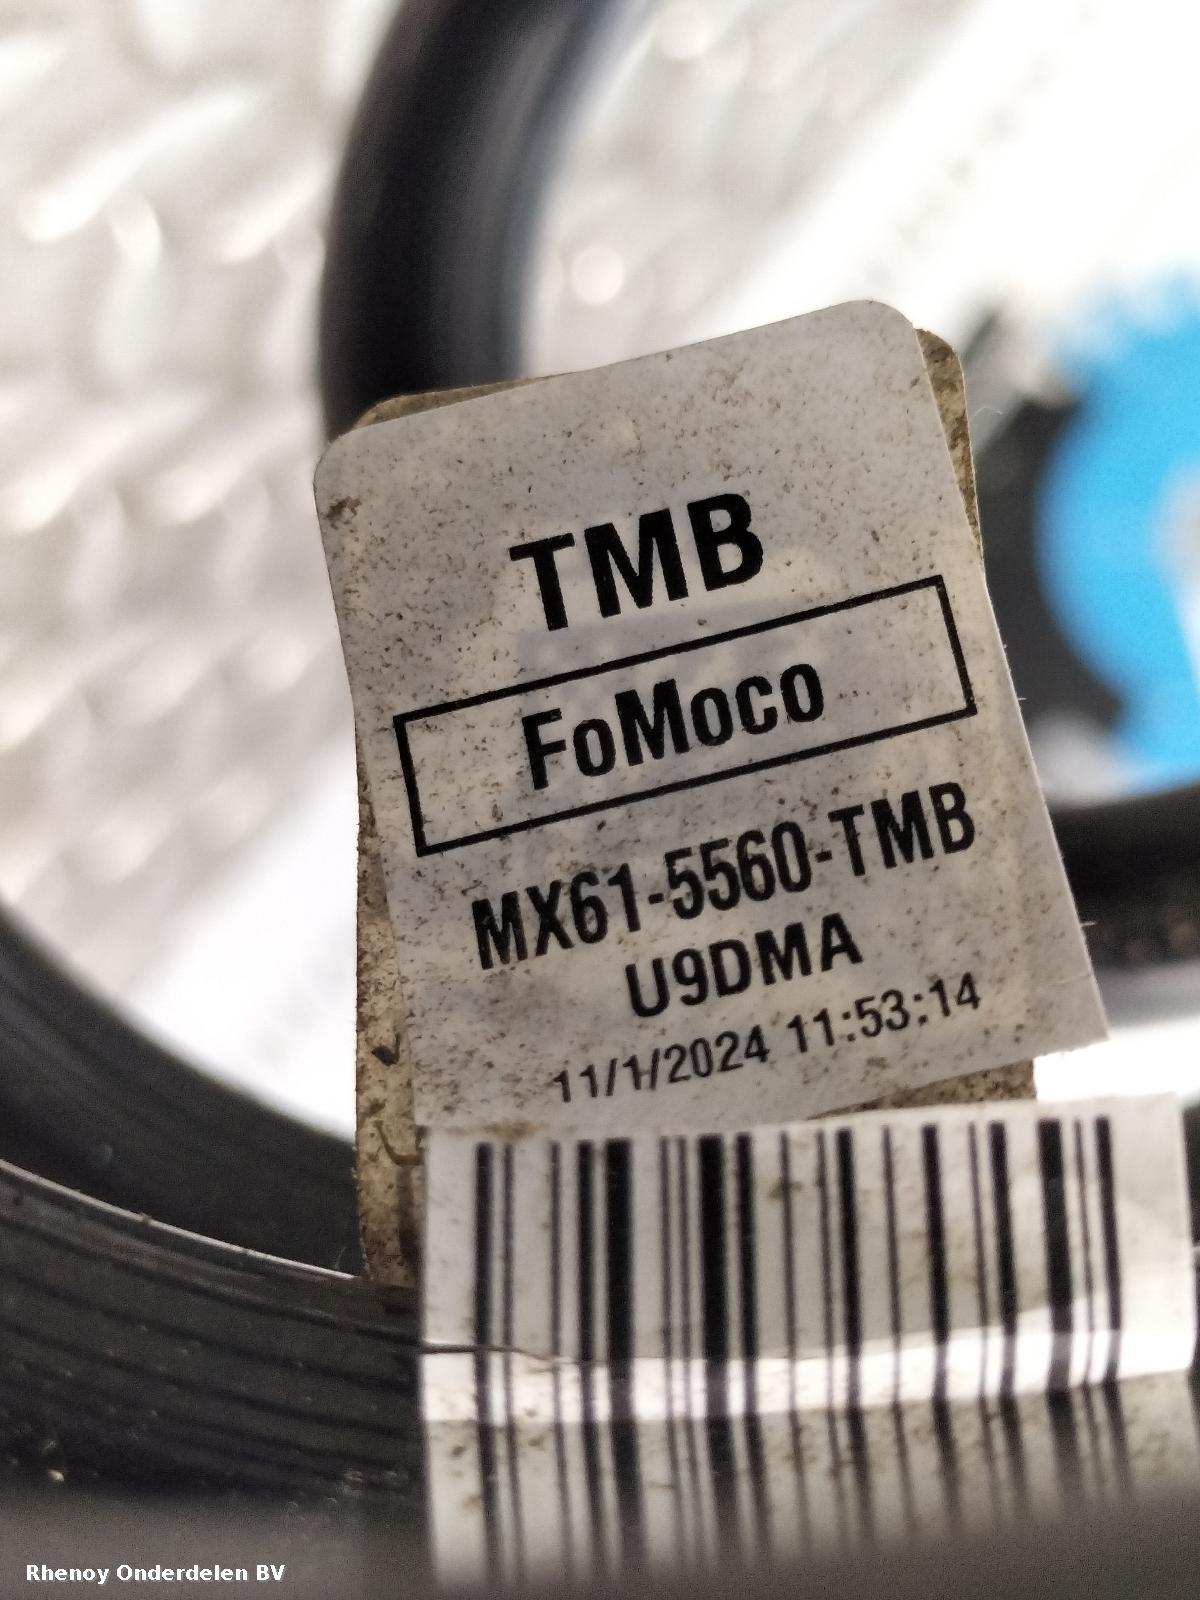 TMB
FoMoco
MX61-5560-TMB
U9DMA
11/1/2024 11:53:14
Rhenoy Onderdelen BV